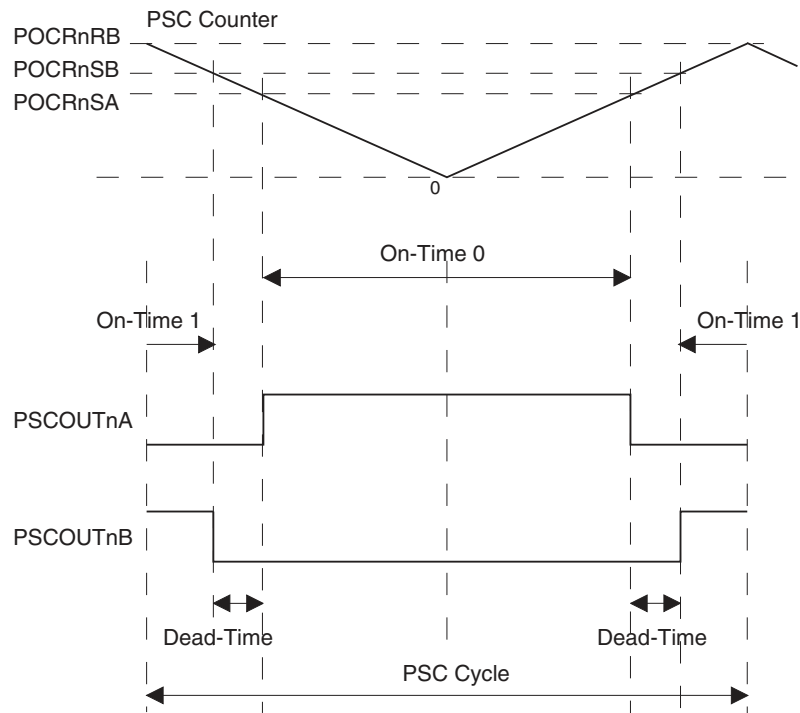 PSC Counter
POCRnRB
POCRnSB
POCRnSA
0
On-Time 0
On-Time 1
On-Time 1
PSCOUTnA
PSCOUTnB
Dead-Time
Dead-Time
PSC Cycle